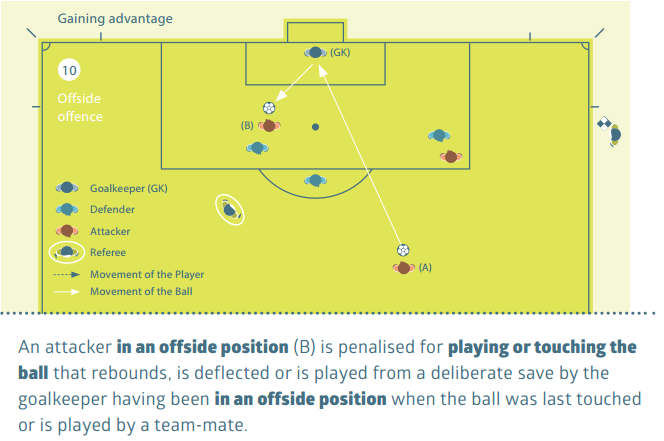 Gaining advantage
(GK)
10
Offside
offence
(B)
Goalkeeper (GK)
Defender
Attacker
Referee
(A)
Movement of the Player
Movement of the Ball
An attacker in an offside position (B) is penalised for playing or touching the
ball that rebounds, is deflected or is played from a deliberate save by the
goalkeeper having been in an offside position when the ball was last touched
or is played by a team-mate.